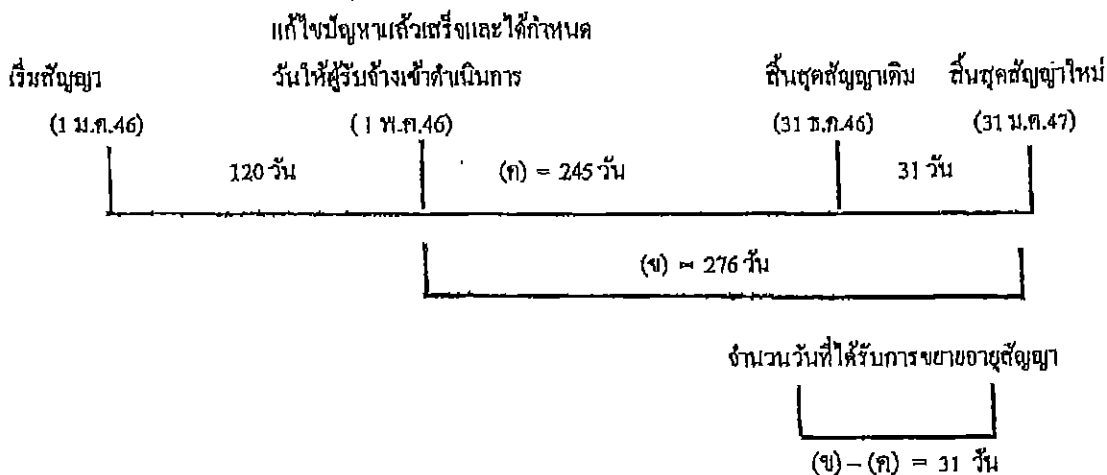 แก้ไขปัญหาแล้วเสร็จและได้กำหนด
เริ่มสัญญา วันให้ผู้รับจ้างเข้าดำเนินการ สิ้นสุดสัญญาเดิม สิ้นสุดสัญญาใหม่
(1 ม.ค.46) (1 พ.ค.46) (31 ธ.ค.46) (31 ม.ค.47)
120 วัน (ค) = 245 วัน 31 วัน
(ข) = 276 วัน
จำนวนวันที่ได้รับการขยายอายุสัญญา
(ข) – (ค) = 31 วัน